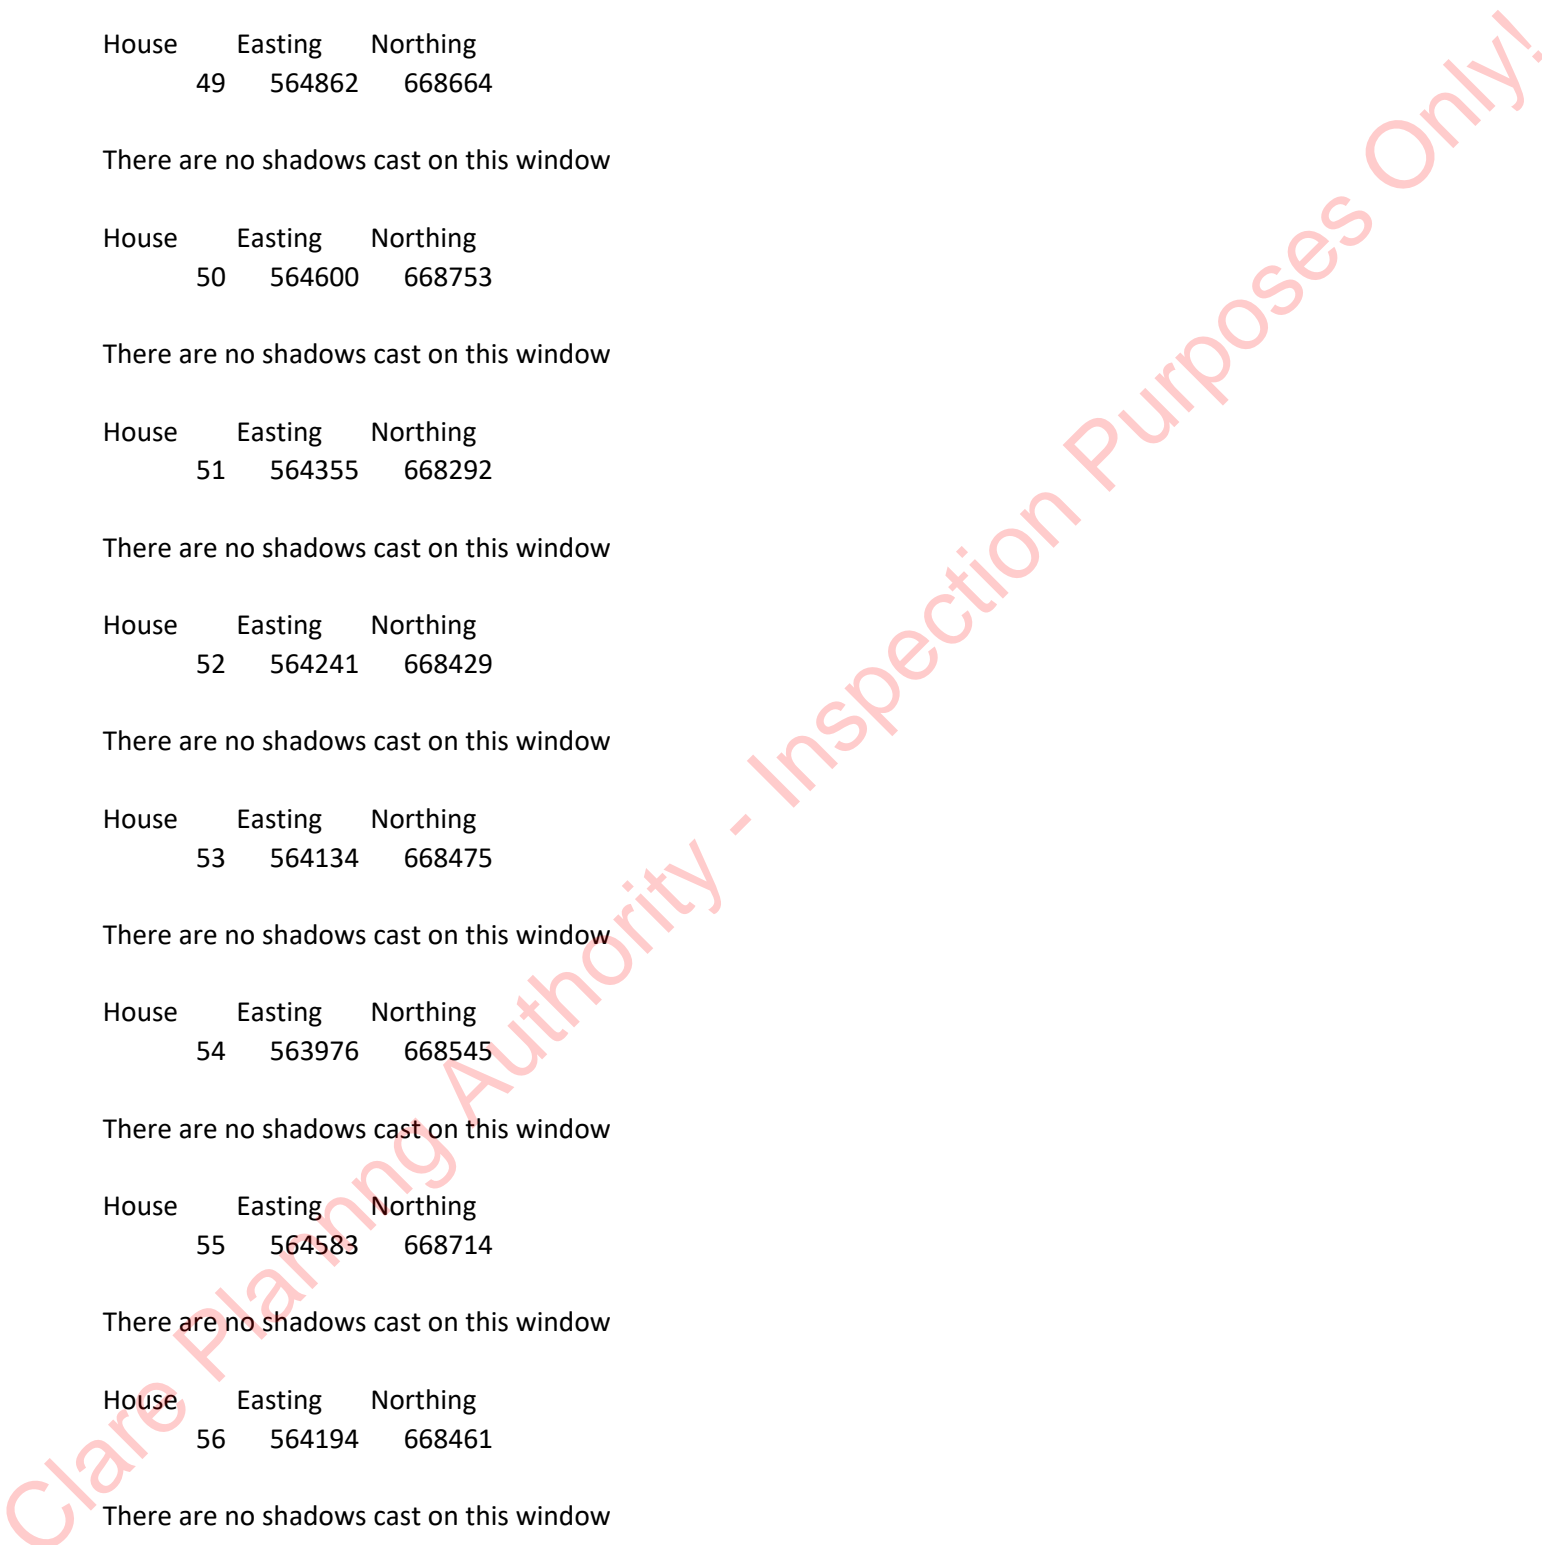 House Easting Northing
49 564862 668664
There are no shadows cast on this window
House Easting Northing
50 564600 668753
There are no shadows cast on this window
House Easting Northing
51 564355 668292
There are no shadows cast on this window
House Easting Northing
52 564241 668429
There are no shadows cast on this window
House Easting Northing
53 564134 668475
There are no shadows cast on this window
House Easting Northing
54 563976 668545
There are no shadows cast on this window
House Easting Northing
55 564583 668714
There are no shadows cast on this window
House Easting Northing
56 564194 668461
There are no shadows cast on this window
Clare Planning Authority - Inspection Purposes Only!